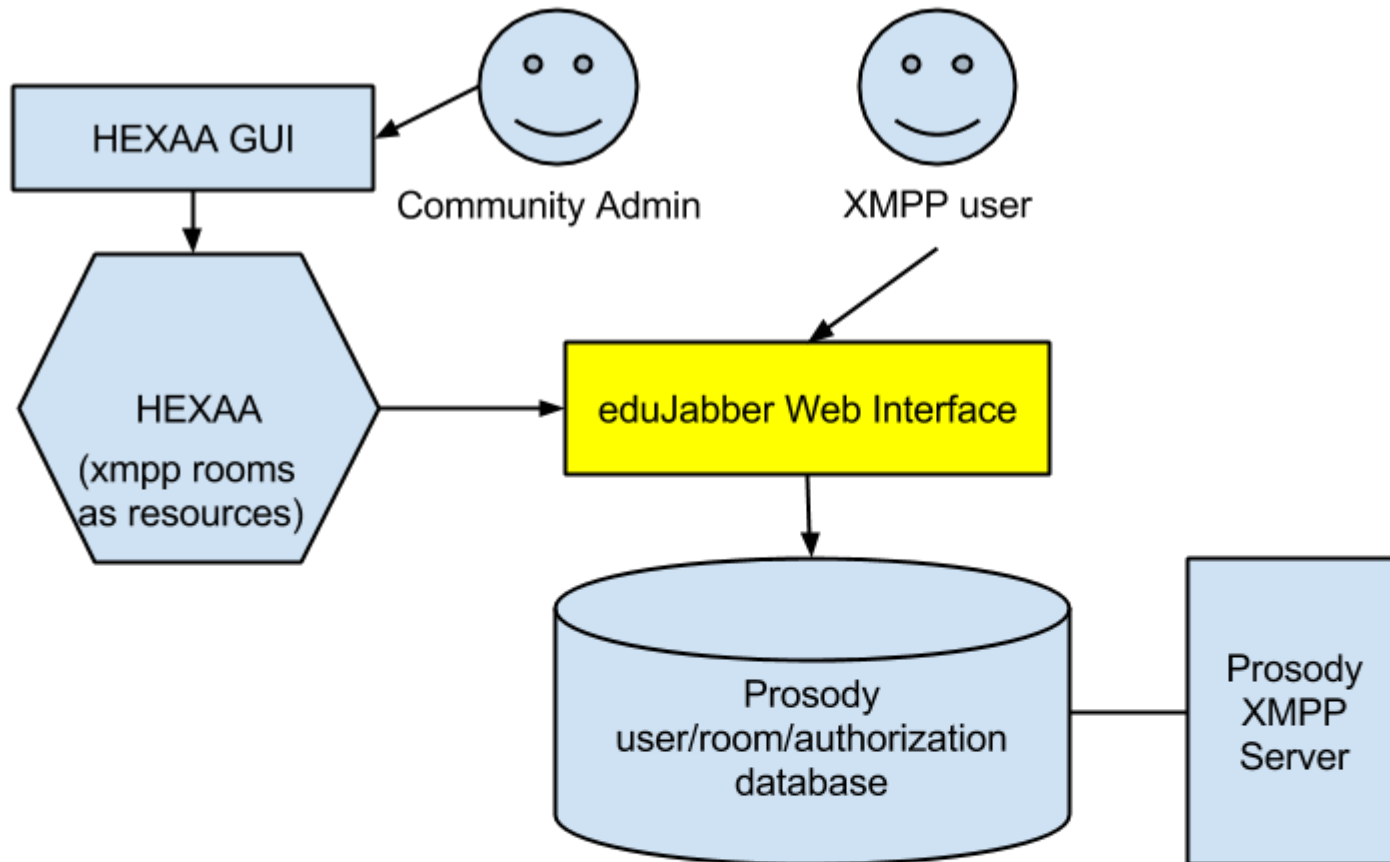 HEXAA GUI
Community Admin
XMPP user
HEXAA
(xmpp rooms
as resources)
eduJabber Web Interface
Prosody
user/room/authorization
database
Prosody
XMPP
Server